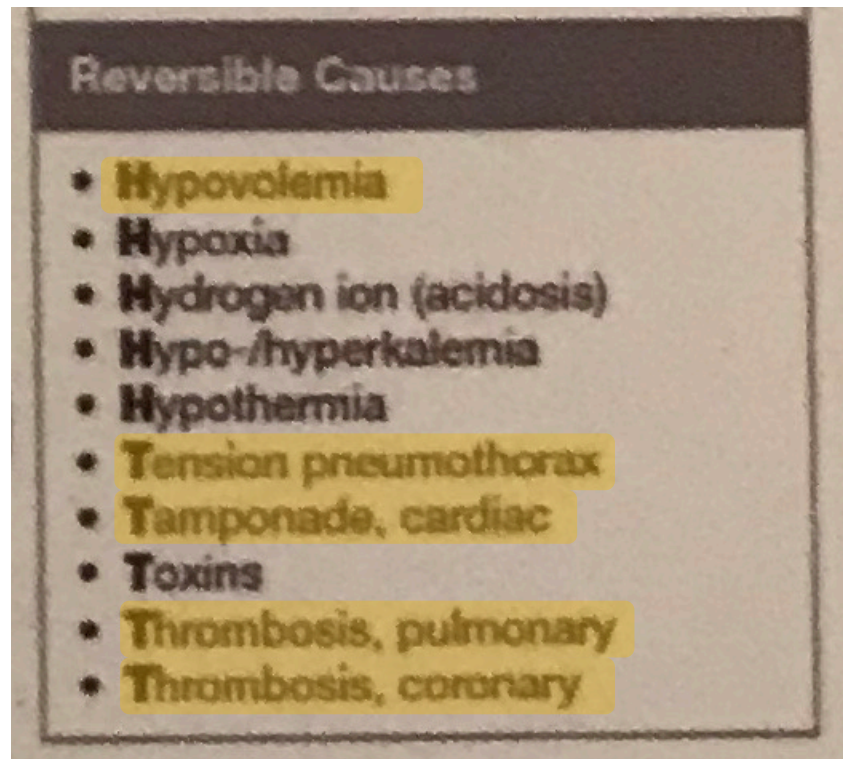 Reversible Causes
• Hypovolemia
• Hypoxia
• Hydrogen ion (acidosis)
• Hypo-/hyperkalemia
• Hypothermia
• Tension pneumothorax
• Tamponade, cardiac
• Toxins
• Thrombosis, pulmonary
• Thrombosis, coronary